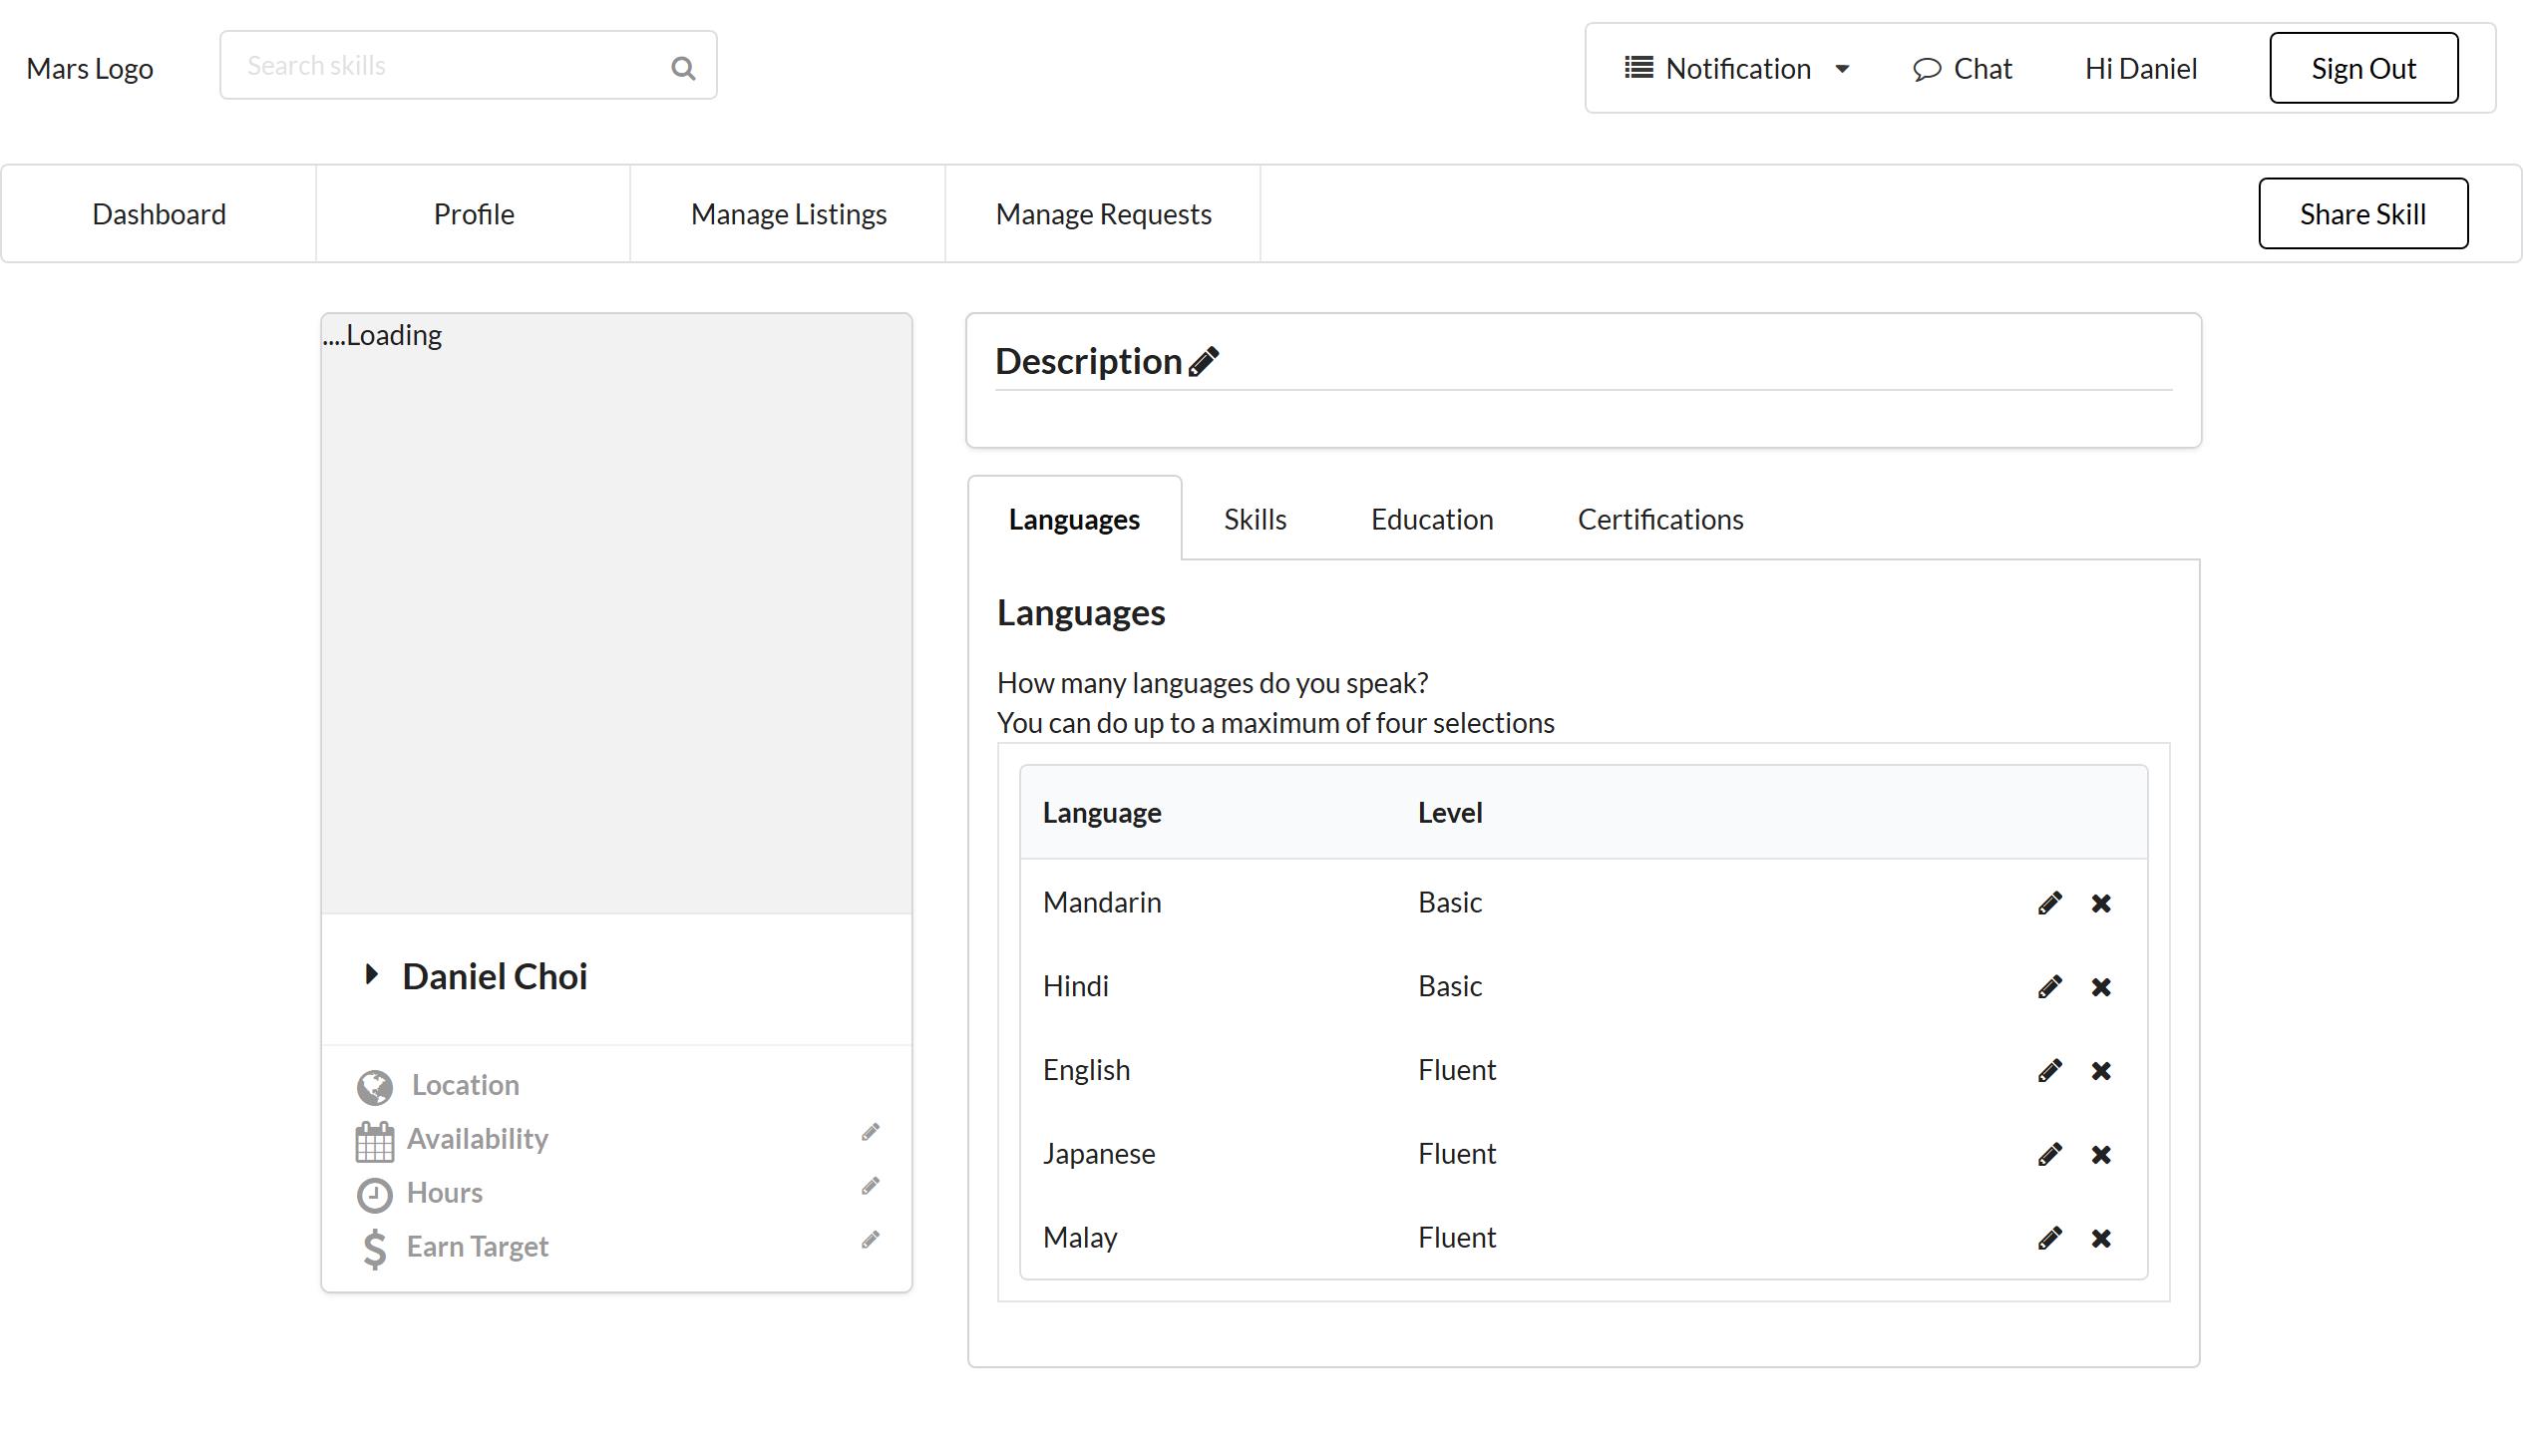 Mars Logo
Search skills
Notification
Chat
Hi Daniel
Sign Out
Dashboard
Profile
Manage Listings
Manage Requests
Share Skill
....Loading
Daniel Choi
Location
Availability
Hours
Earn Target
Description
Languages
Skills
Education
Certifications
Languages
How many languages do you speak?
You can do up to a maximum of four selections
Language Level
Mandarin Basic
Hindi Basic
English Fluent
Japanese Fluent
Malay Fluent